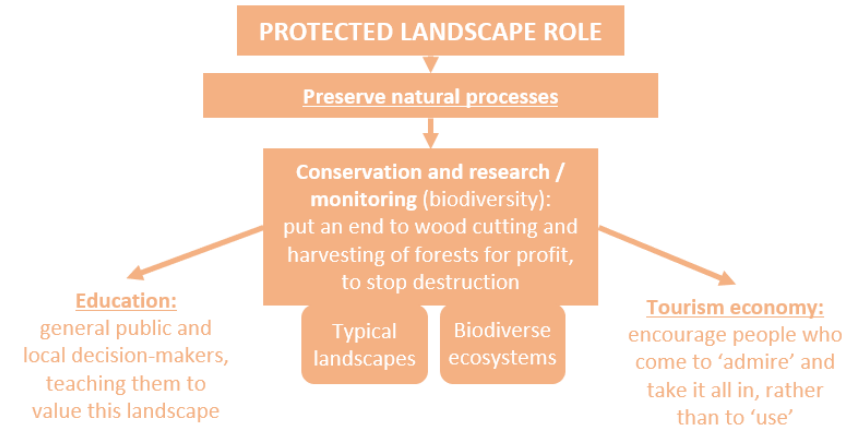 PROTECTED LANDSCAPE ROLE
Preserve natural processes
Conservation and research /
monitoring (biodiversity):
put an end to wood cutting and
harvesting of forests for profit,
to stop destruction
Education:
general public and
local decision-makers,
teaching them to
value this landscape
Typical
landscapes
Biodiverse
ecosystems
Tourism economy:
encourage people who
come to ‘admire’ and
take it all in, rather
than to ‘use’